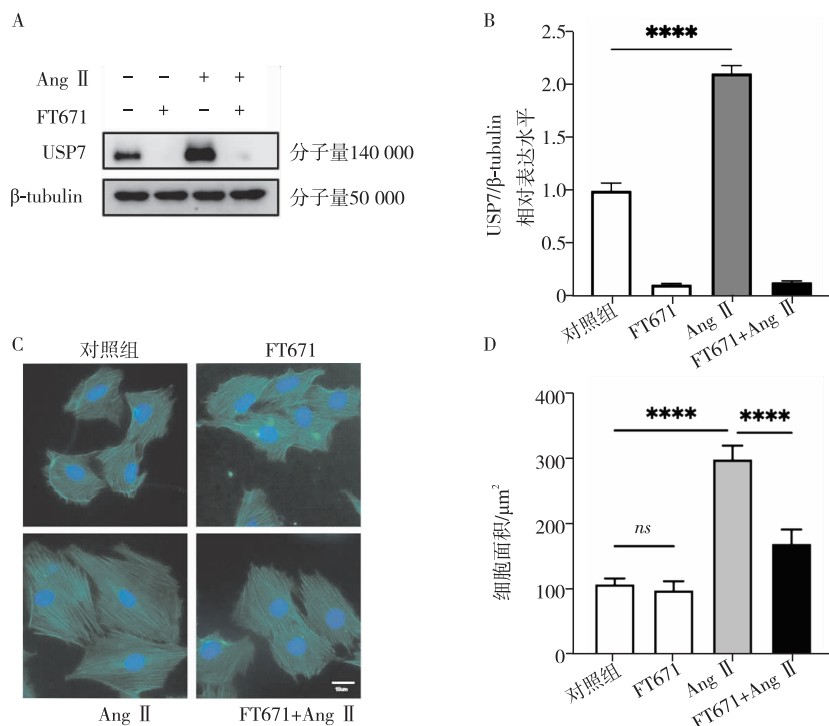 A
Ang Ⅱ − − + +
FT671 − + − +
USP7 分子量140 000
β-tubulin 分子量50 000
B
USP7/β-tubulin
相对表达水平
2.5
2.0
1.5
1.0
0.5
0
****
对照组 FT671 Ang Ⅱ FT671+Ang Ⅱ
C
对照组 FT671
Ang Ⅱ FT671+Ang Ⅱ
10um
D
细胞面积/μm²
400
300
200
100
0
**** ****
ns
对照组 FT671 Ang Ⅱ FT671+Ang Ⅱ